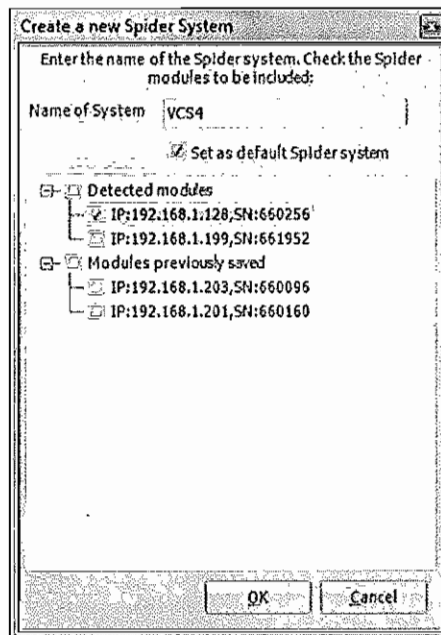 Create a new Spider System
Enter the name of the Spider system. Check the Spider
modules to be included:
Name of System VCS4
Set as default Spider system
Detected modules
IP:192.168.1.128,SN:660256
IP:192.168.1.199,SN:661952
Modules previously saved
IP:192.168.1.203,SN:660096
IP:192.168.1.201,SN:660160
OK Cancel